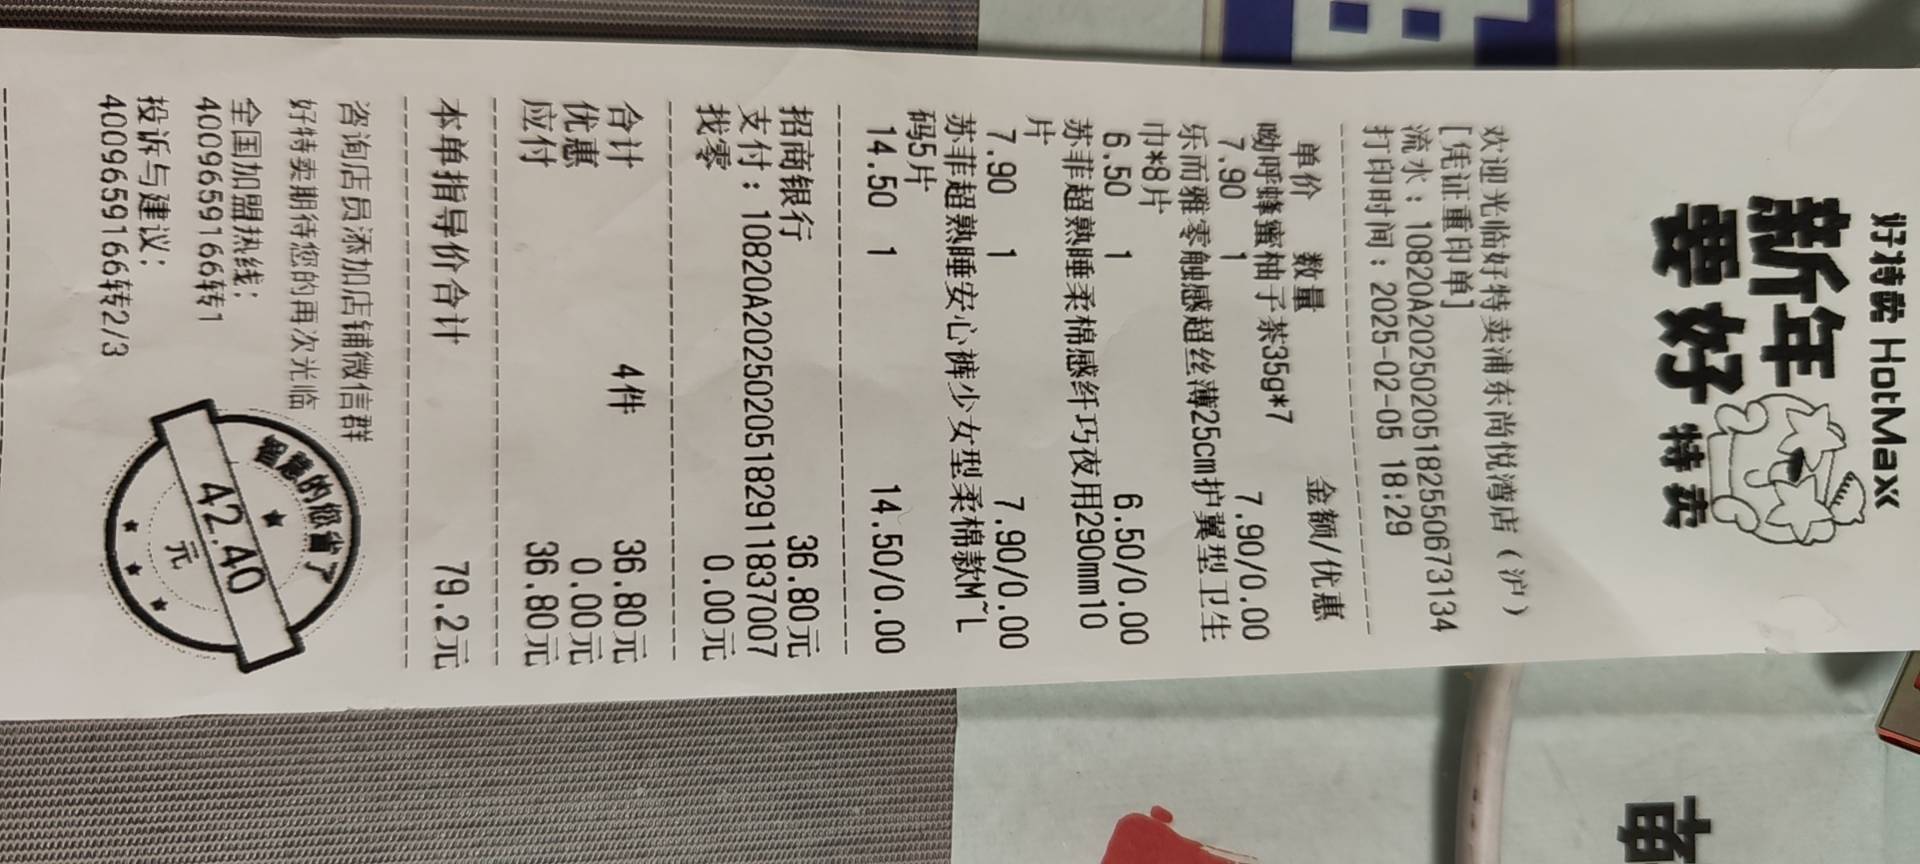 好特卖 HotMaxx
新年
要好
特卖
欢迎光临好特卖浦东尚悦湾店（沪）
[凭证重印单]
流水：10820A2025020518255067​3134
打印时间：2025-02-05 18:29
单价 数量 金额/优惠
呦呼蜂蜜柚子茶35g*7
7.90 1 7.90/0.00
乐而雅零触感超丝薄25cm护翼型卫生
巾*8片
6.50 1 6.50/0.00
苏菲超熟睡柔棉感纤巧夜用290mm10
片
7.90 1 7.90/0.00
苏菲超熟睡安心裤少女型柔棉款M~L
码5片
14.50 1 14.50/0.00
招商银行 36.80元
支付：10820A20250205182911837007
找零 0.00元
合计 4件 36.80元
优惠 0.00元
应付 36.80元
本单指导价合计 79.2元
咨询店员添加店铺微信群
好特卖期待您的再次光临
全国加盟热线：
4009659166转1
投诉与建议：
4009659166转2/3
智慧的您省了
42.40
元
苗